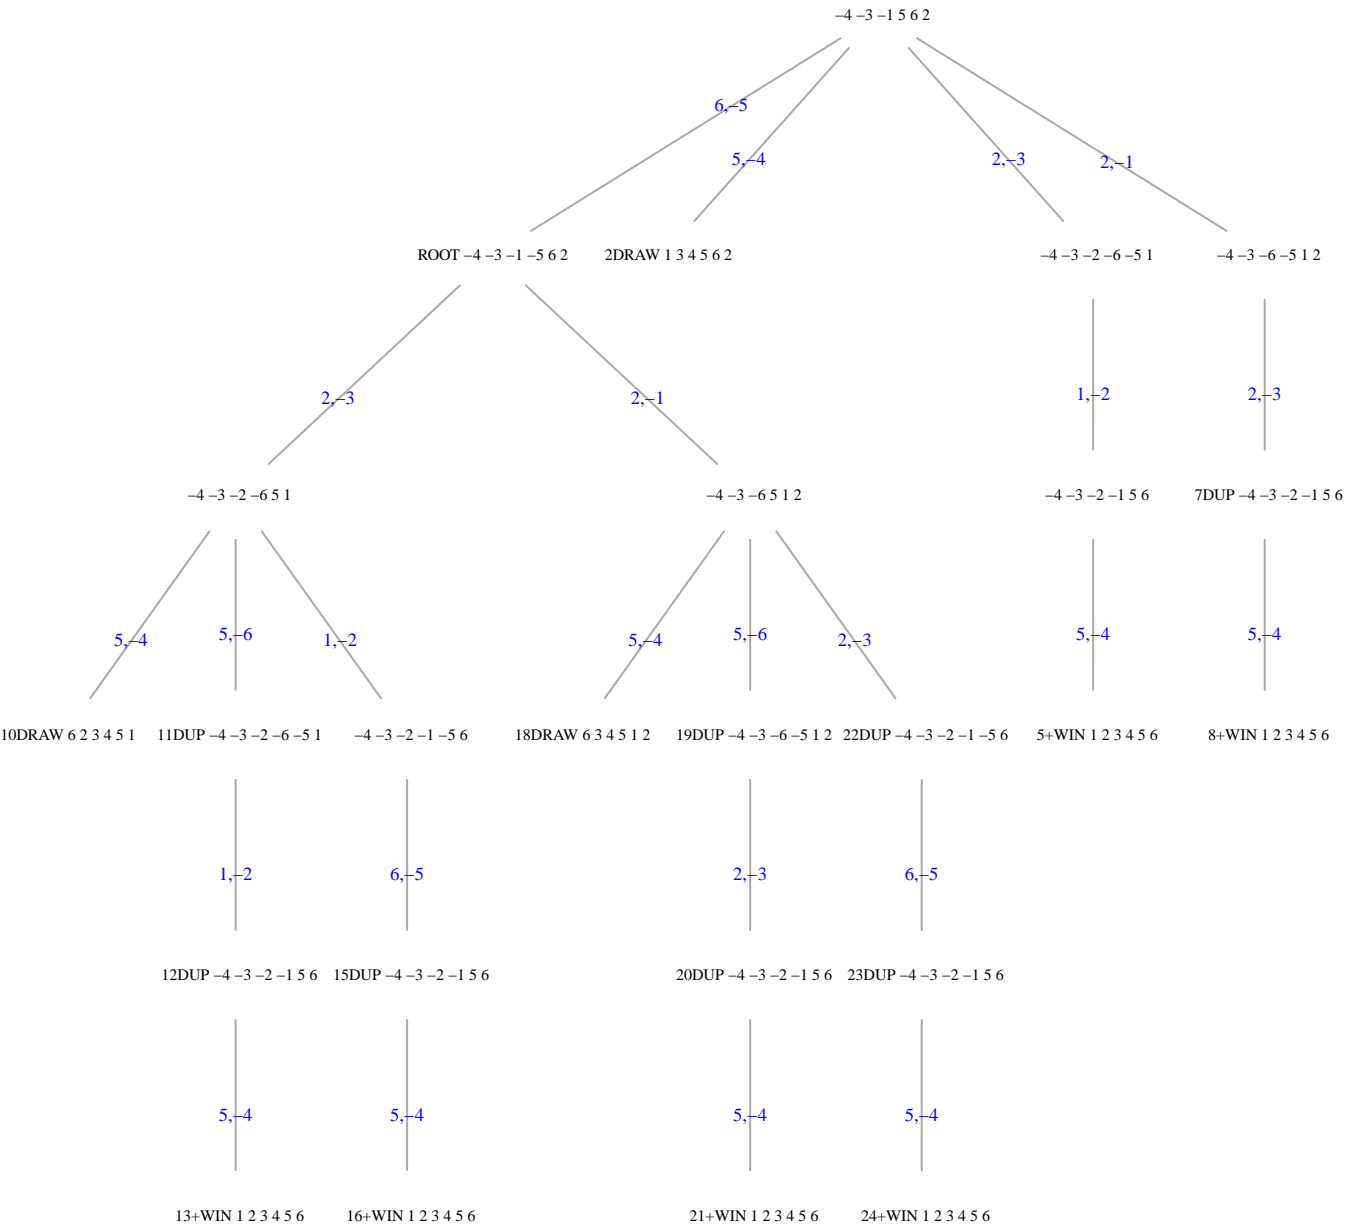 −4 −3 −1 5 6 2
6,−5
5,−4
2,−3
2,−1
ROOT −4 −3 −1 −5 6 2
2DRAW 1 3 4 5 6 2
−4 −3 −2 −6 −5 1
−4 −3 −6 −5 1 2
2,−3
2,−1
1,−2
2,−3
−4 −3 −2 −6 5 1
−4 −3 −6 5 1 2
−4 −3 −2 −1 5 6
7DUP −4 −3 −2 −1 5 6
5,−4
5,−6
1,−2
5,−4
5,−6
2,−3
5,−4
5,−4
10DRAW 6 2 3 4 5 1
11DUP −4 −3 −2 −6 −5 1
−4 −3 −2 −1 −5 6
18DRAW 6 3 4 5 1 2
19DUP −4 −3 −6 −5 1 2
22DUP −4 −3 −2 −1 −5 6
5+WIN 1 2 3 4 5 6
8+WIN 1 2 3 4 5 6
1,−2
6,−5
2,−3
6,−5
12DUP −4 −3 −2 −1 5 6
15DUP −4 −3 −2 −1 5 6
20DUP −4 −3 −2 −1 5 6
23DUP −4 −3 −2 −1 5 6
5,−4
5,−4
5,−4
5,−4
13+WIN 1 2 3 4 5 6
16+WIN 1 2 3 4 5 6
21+WIN 1 2 3 4 5 6
24+WIN 1 2 3 4 5 6